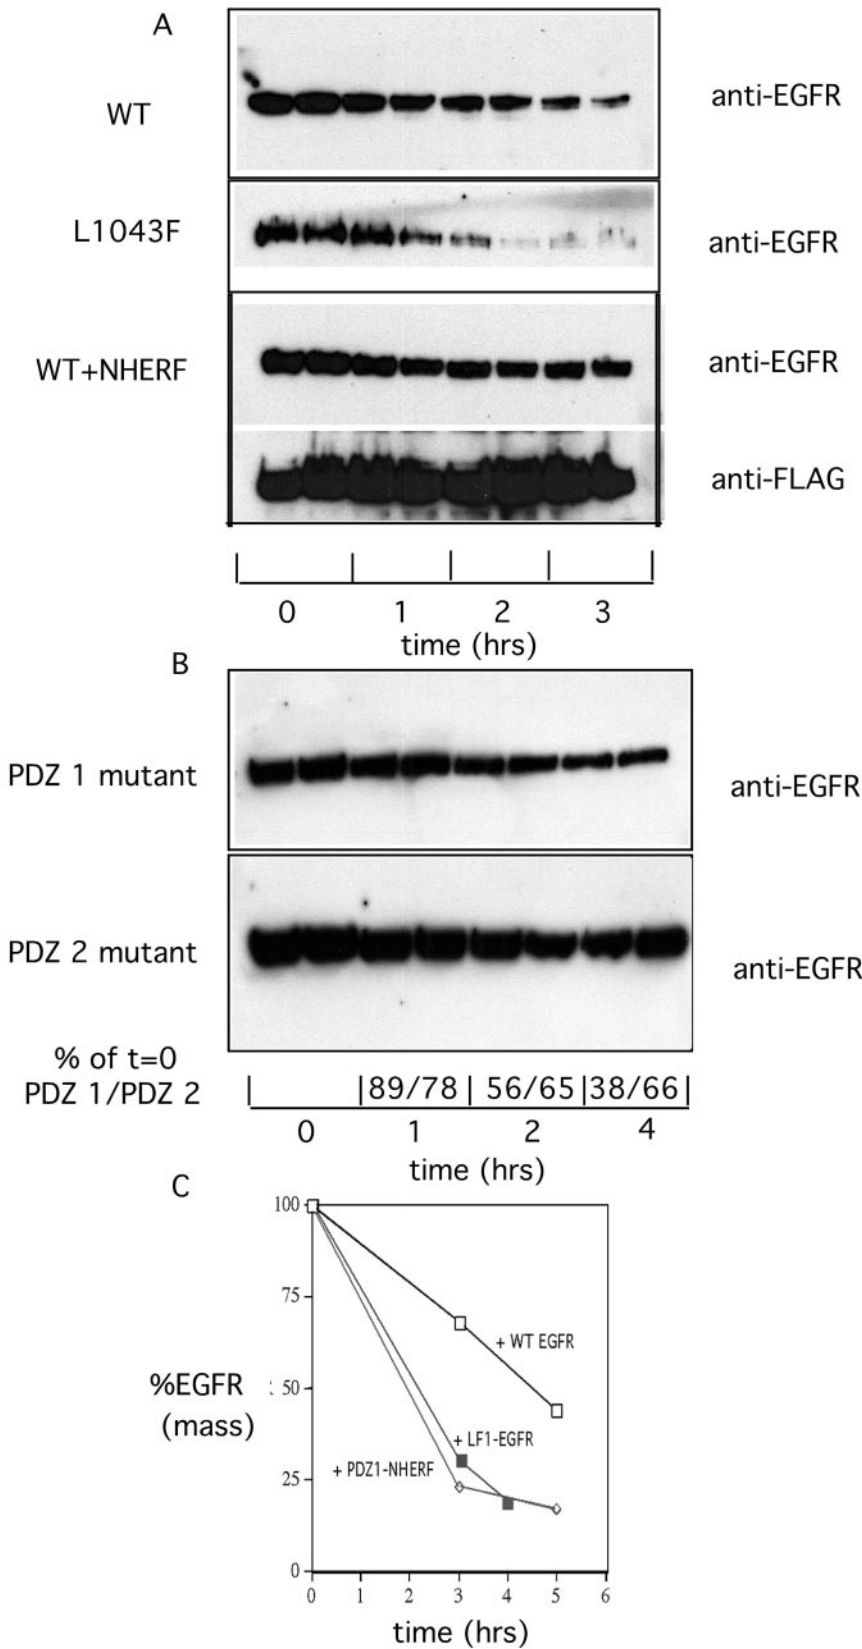 A
WT
anti-EGFR
L1043F
anti-EGFR
WT+NHERF
anti-EGFR
anti-FLAG
0 1 2 3
time (hrs)
B
PDZ 1 mutant
anti-EGFR
PDZ 2 mutant
anti-EGFR
% of t=0
PDZ 1/PDZ 2
89/78 56/65 38/66
0 1 2 4
time (hrs)
C
100
75
+ WT EGFR
%EGFR
(mass)
50
+ LF1-EGFR
+ PDZ1-NHERF
25
0
0 1 2 3 4 5 6
time (hrs)